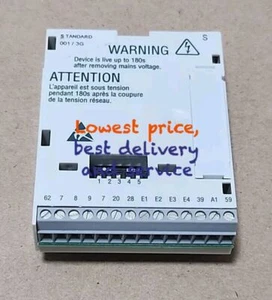 STANDARD S
001 / 3G
WARNING
Device is live up to 180s
after removing mains voltage.
ATTENTION
L'appareil est sous tension
pendant 180s après la coupure
de la tension réseau.
Lowest price,
best delivery
and service
1 2 3 4 5
62 7 8 9 7 20 28 E1 E2 E3 E4 39 A1 59